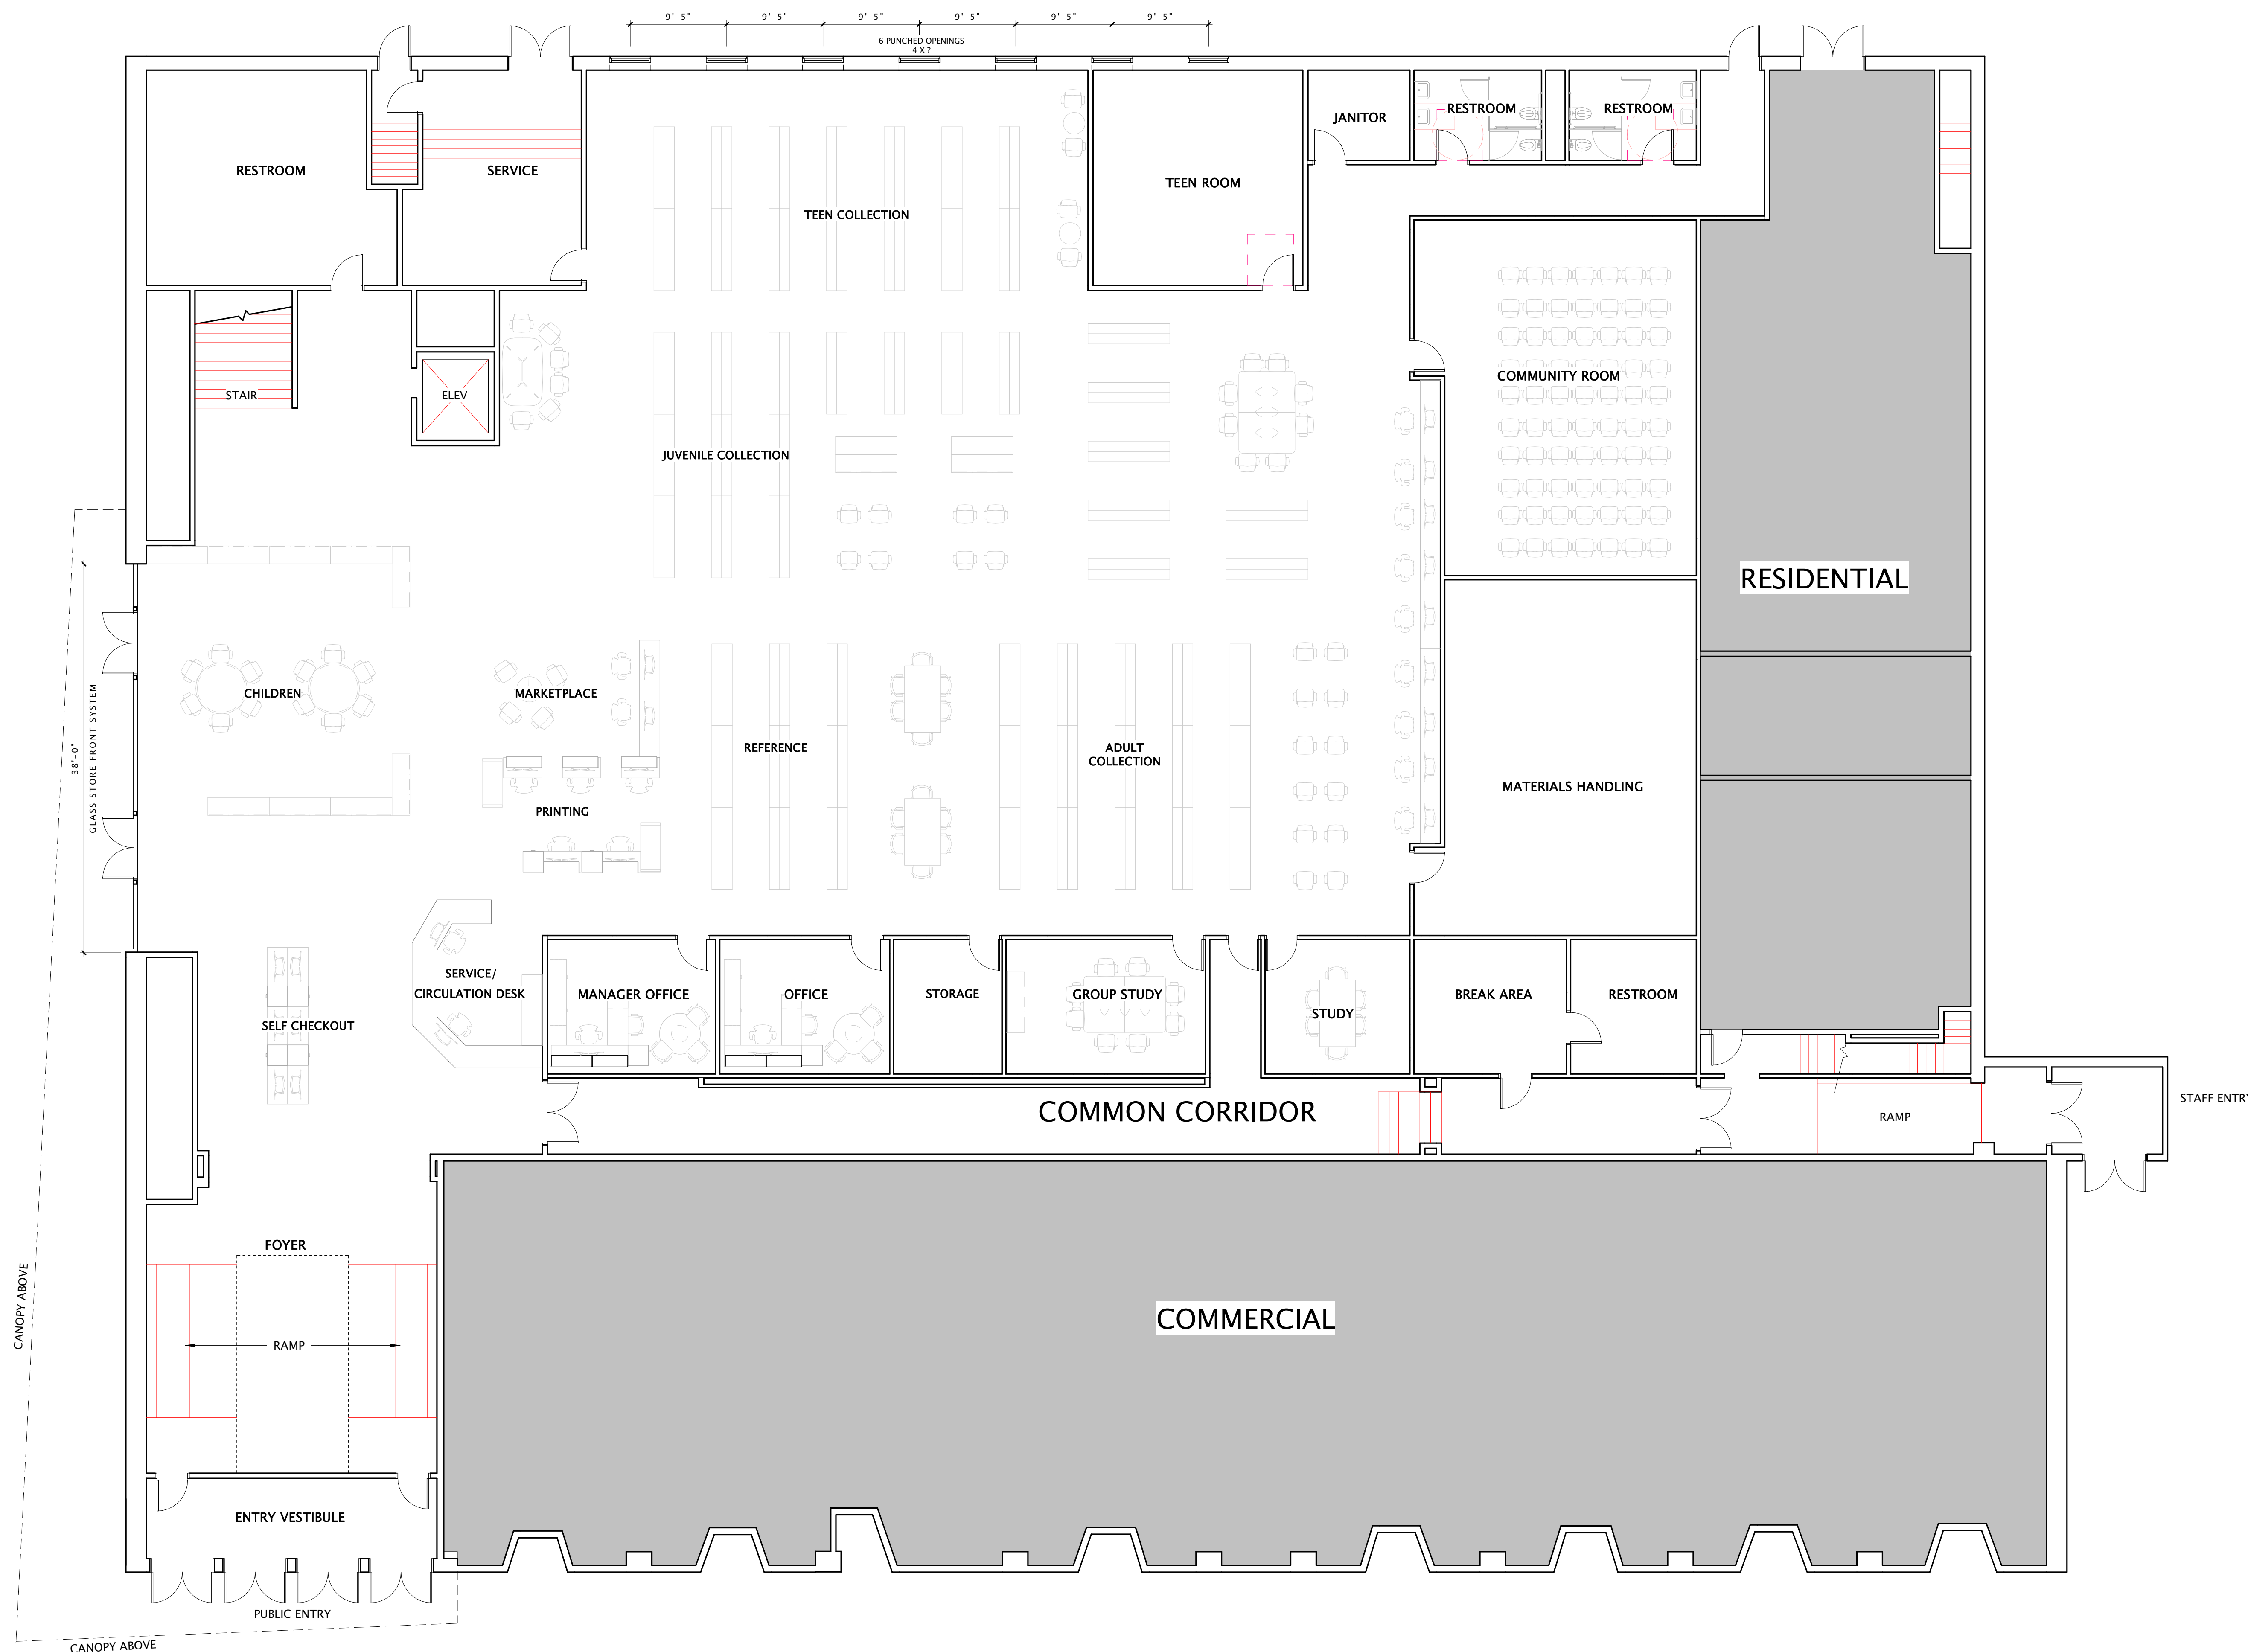 9'-5"
9'-5"
9'-5"
9'-5"
9'-5"
9'-5"
6 PUNCHED OPENINGS
4 X ?
RESTROOM
SERVICE
TEEN COLLECTION
TEEN ROOM
JANITOR
RESTROOM
RESTROOM
STAIR
ELEV
JUVENILE COLLECTION
COMMUNITY ROOM
RESIDENTIAL
38'-0"
GLASS STORE FRONT SYSTEM
CHILDREN
MARKETPLACE
PRINTING
REFERENCE
ADULT
COLLECTION
MATERIALS HANDLING
SERVICE/
CIRCULATION DESK
SELF CHECKOUT
MANAGER OFFICE
OFFICE
STORAGE
GROUP STUDY
STUDY
BREAK AREA
RESTROOM
COMMON CORRIDOR
RAMP
STAFF ENTRY
FOYER
RAMP
COMMERCIAL
CANOPY ABOVE
ENTRY VESTIBULE
PUBLIC ENTRY
CANOPY ABOVE